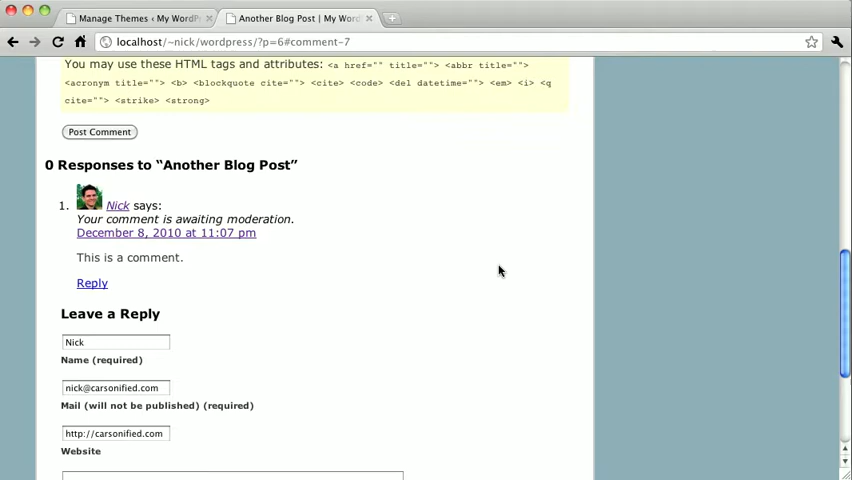 Manage Themes ‹ My WordPr
Another Blog Post | My Word
localhost/~nick/wordpress/?p=6#comment-7
You may use these HTML tags and attributes: <a href="" title=""> <abbr title="">
<acronym title=""> <b> <blockquote cite=""> <cite> <code> <del datetime=""> <em> <i> <q
cite=""> <strike> <strong>
Post Comment
0 Responses to “Another Blog Post”
1. Nick says:
Your comment is awaiting moderation.
December 8, 2010 at 11:07 pm
This is a comment.
Reply
Leave a Reply
Nick
Name (required)
nick@carsonified.com
Mail (will not be published) (required)
http://carsonified.com
Website